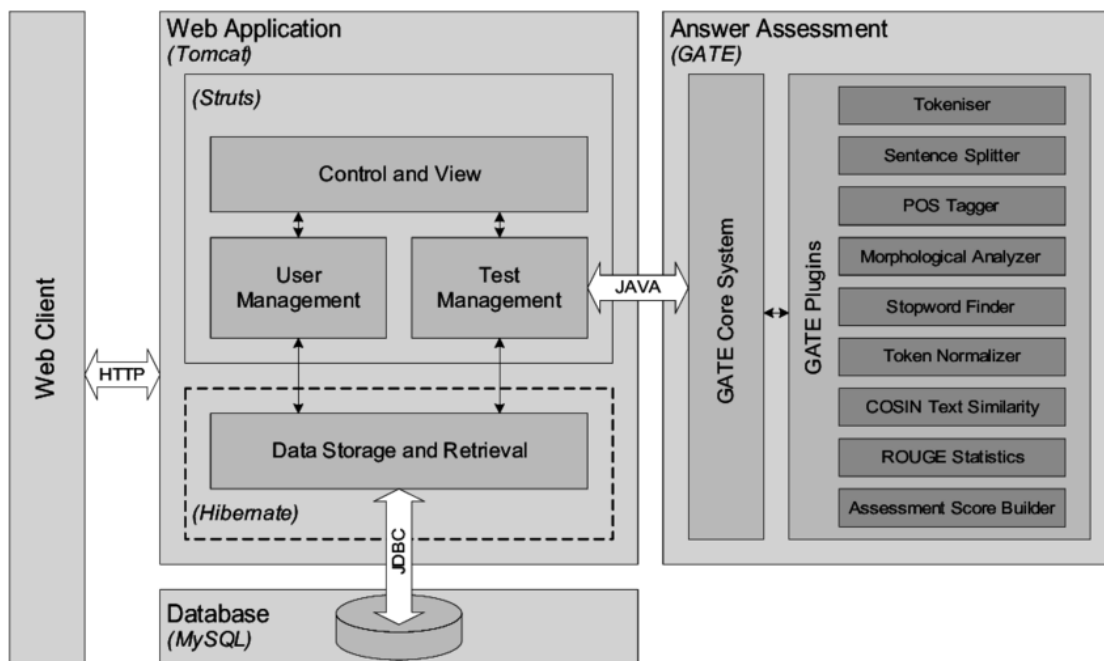 Web Client
HTTP
Web Application
(Tomcat)
(Struts)
Control and View
User
Management
Test
Management
Data Storage and Retrieval
(Hibernate)
JDBC
Database
(MySQL)
JAVA
Answer Assessment
(GATE)
GATE Core System
GATE Plugins
Tokeniser
Sentence Splitter
POS Tagger
Morphological Analyzer
Stopword Finder
Token Normalizer
COSIN Text Similarity
ROUGE Statistics
Assessment Score Builder